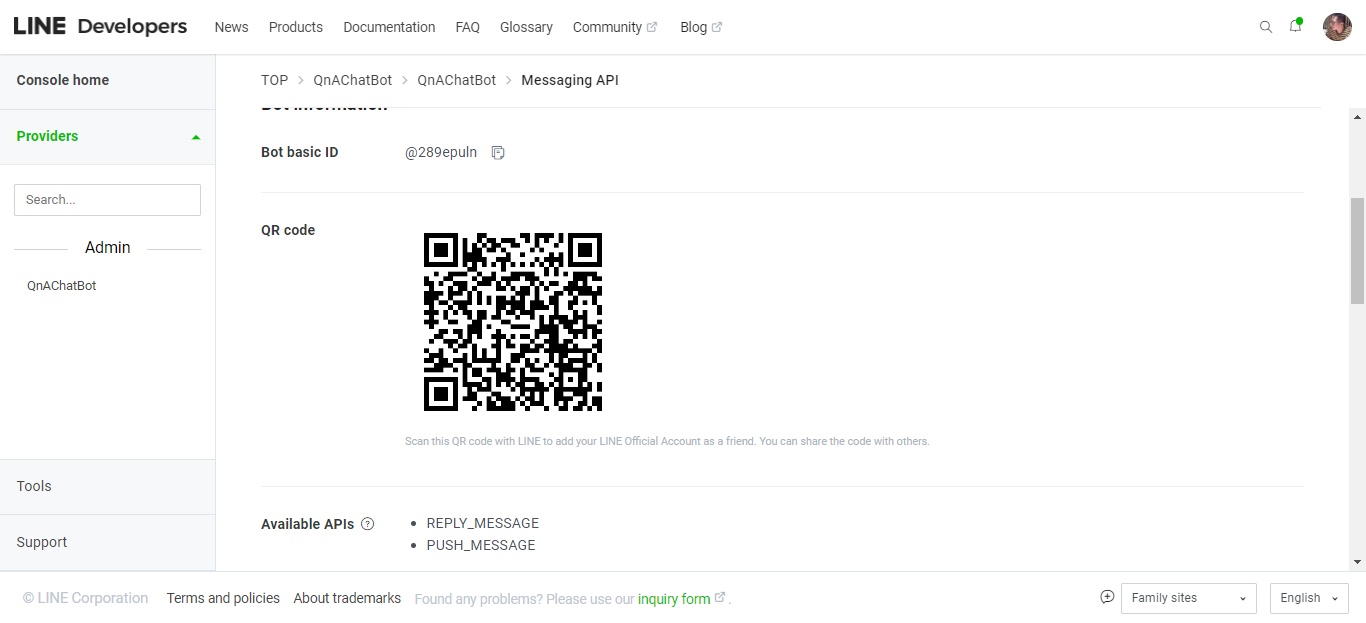 LINE Developers News Products Documentation FAQ Glossary Community Blog
Console home
Providers
Search...
Admin
QnAChatBot
Tools
Support
TOP > QnAChatBot > QnAChatBot > Messaging API
Bot information
Bot basic ID @289epuln
QR code
Scan this QR code with LINE to add your LINE Official Account as a friend. You can share the code with others.
Available APIs ? • REPLY_MESSAGE
• PUSH_MESSAGE
© LINE Corporation Terms and policies About trademarks Found any problems? Please use our inquiry form . Family sites English